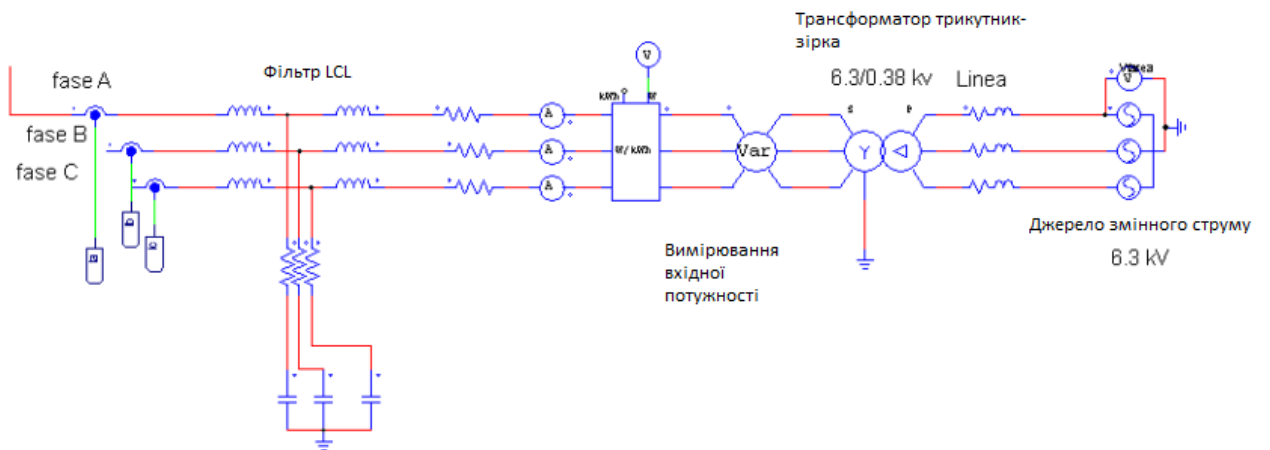 Трансформатор трикутник-
зірка
6.3/0.38 kv
Linea
Фільтр LCL
fase A
fase B
fase C
V
V
kWh
A
A
A
Var
S
P
Y
Вимірювання
вхідної
потужності
Джерело змінного струму
6.3 kV